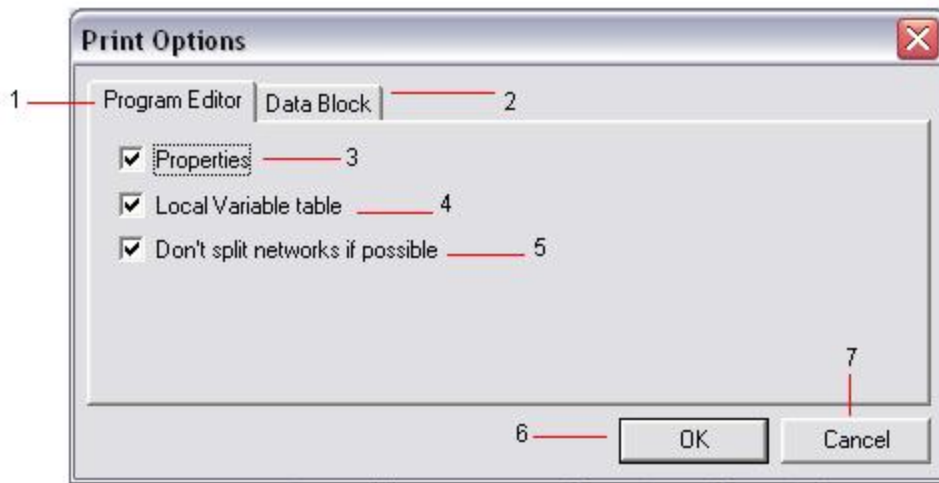 Print Options
1 Program Editor Data Block 2
Properties 3
Local Variable table 4
Don't split networks if possible 5
7
6 OK Cancel